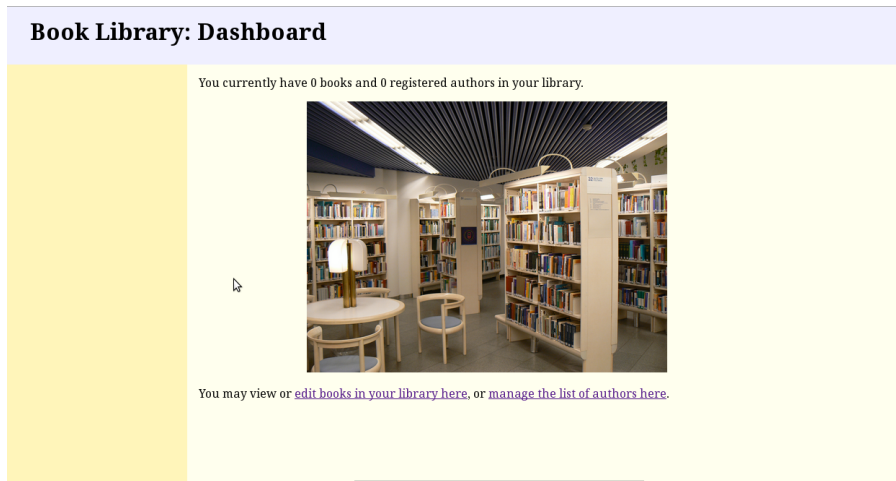 Book Library: Dashboard
You currently have 0 books and 0 registered authors in your library.
You may view or edit books in your library here, or manage the list of authors here.